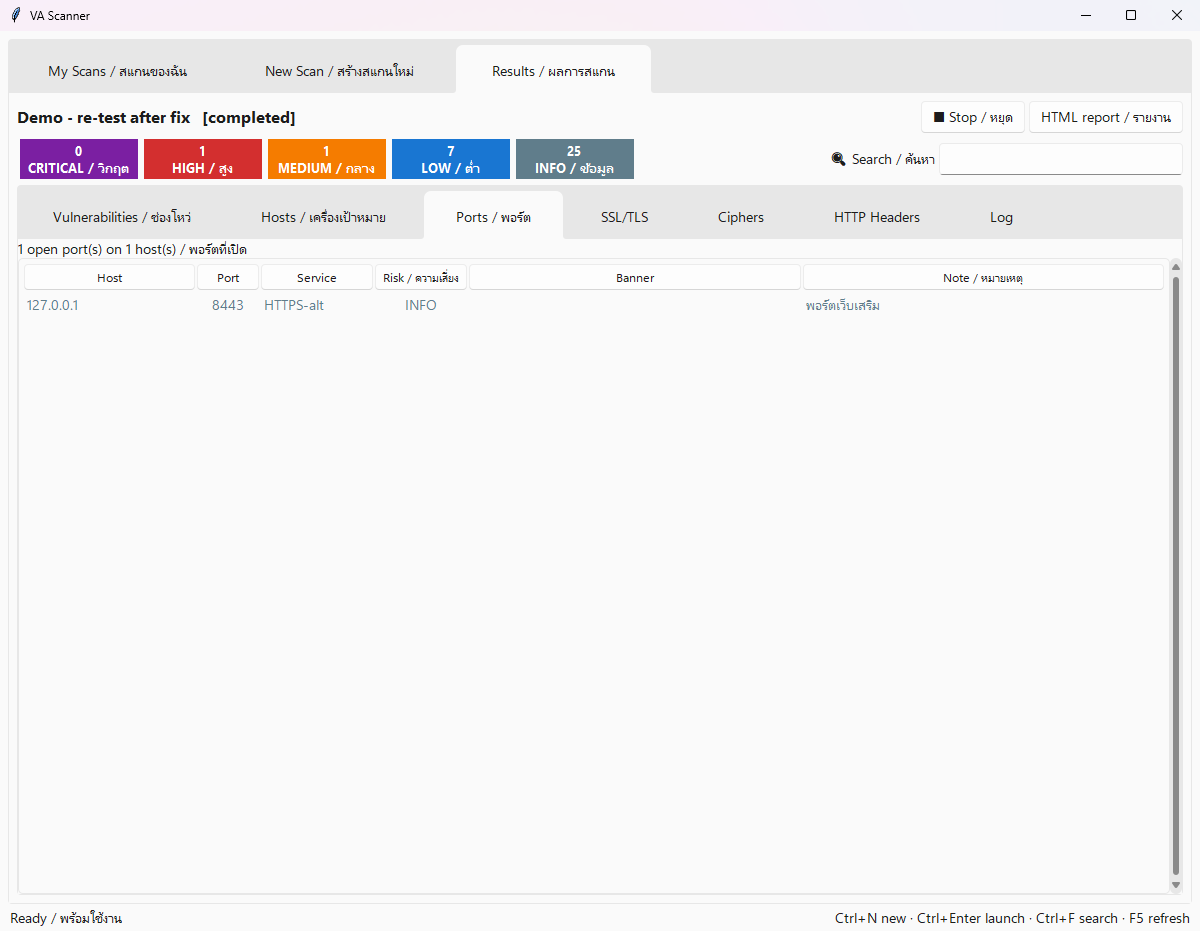 VA Scanner
My Scans / สแกนของฉัน New Scan / สร้างสแกนใหม่ Results / ผลการสแกน
Demo - re-test after fix [completed]
■ Stop / หยุด HTML report / รายงาน
0 1 1 7 25
CRITICAL / วิกฤต HIGH / สูง MEDIUM / กลาง LOW / ต่ำ INFO / ข้อมูล
Search / ค้นหา
Vulnerabilities / ช่องโหว่ Hosts / เครื่องเป้าหมาย Ports / พอร์ต SSL/TLS Ciphers HTTP Headers Log
1 open port(s) on 1 host(s) / พอร์ตที่เปิด
Host Port Service Risk / ความเสี่ยง Banner Note / หมายเหตุ
127.0.0.1 8443 HTTPS-alt INFO พอร์ตเว็บเสริม
Ready / พร้อมใช้งาน Ctrl+N new · Ctrl+Enter launch · Ctrl+F search · F5 refresh